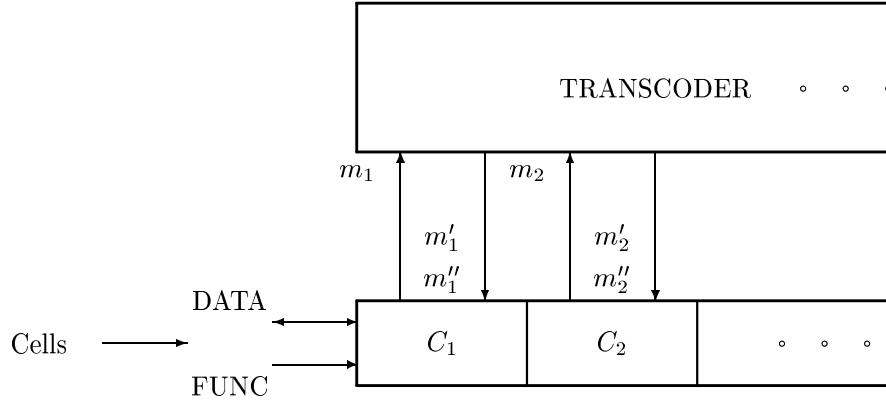 TRANSCODER ∘ ∘ ∘
m₁ m₂
m′₁ m′₂
m″₁ m″₂
DATA
Cells C₁ C₂ ∘ ∘ ∘
FUNC